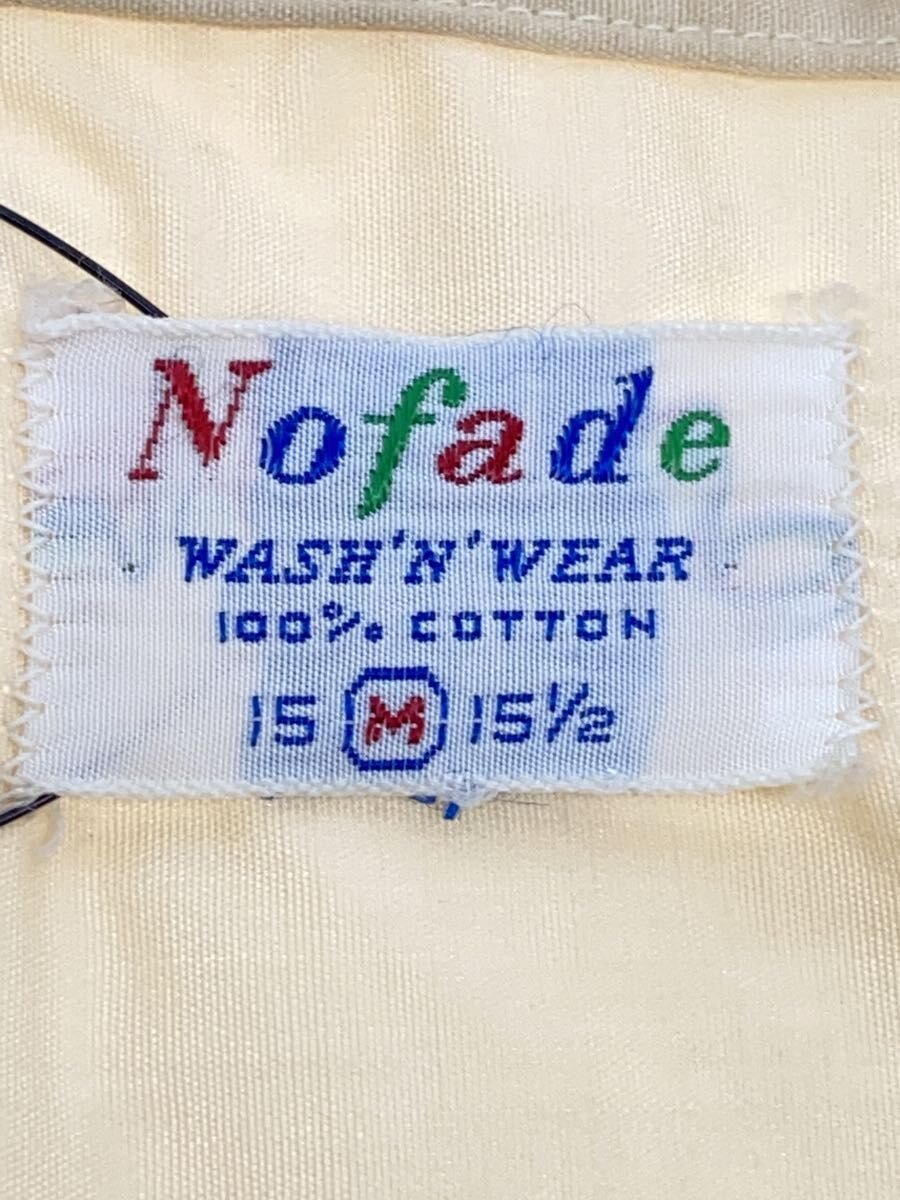 Nofade
WASH'N'WEAR
100% COTTON
15 M 15½